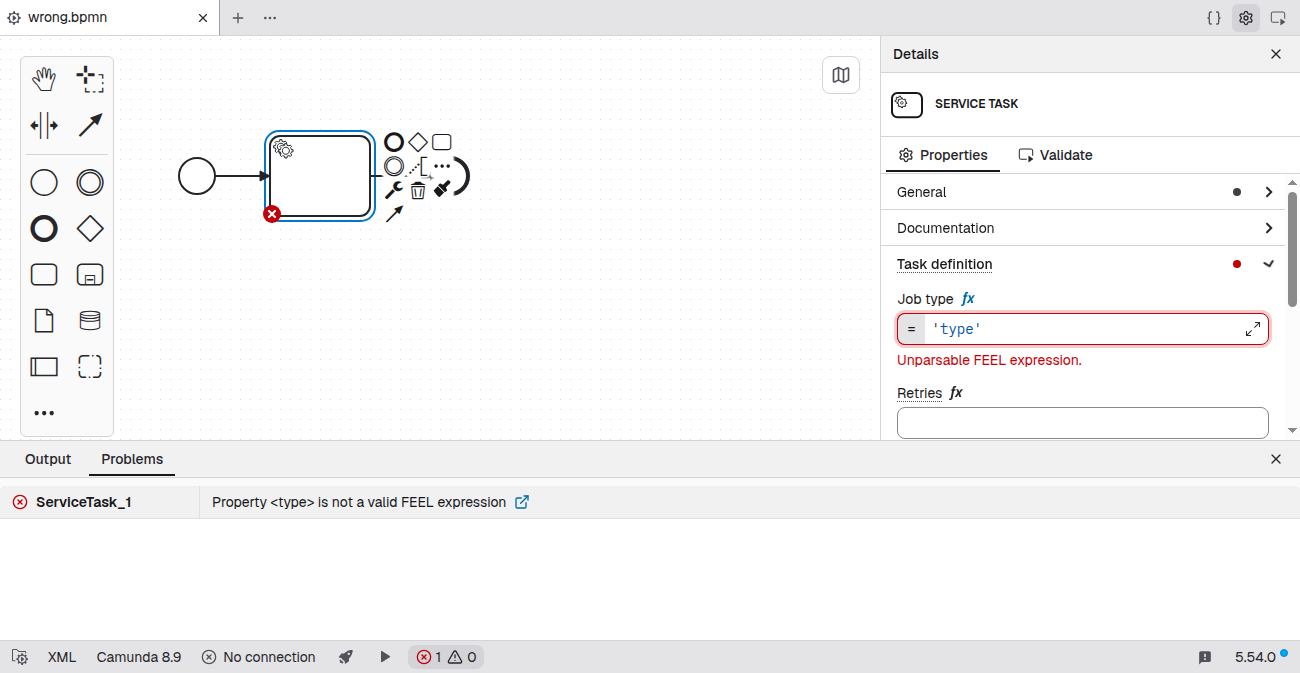 wrong.bpmn
Details
SERVICE TASK
Properties
Validate
General
Documentation
Task definition
Job type fx
= 'type'
Unparsable FEEL expression.
Retries fx
Output
Problems
ServiceTask_1
Property <type> is not a valid FEEL expression
XML
Camunda 8.9
No connection
1
0
5.54.0